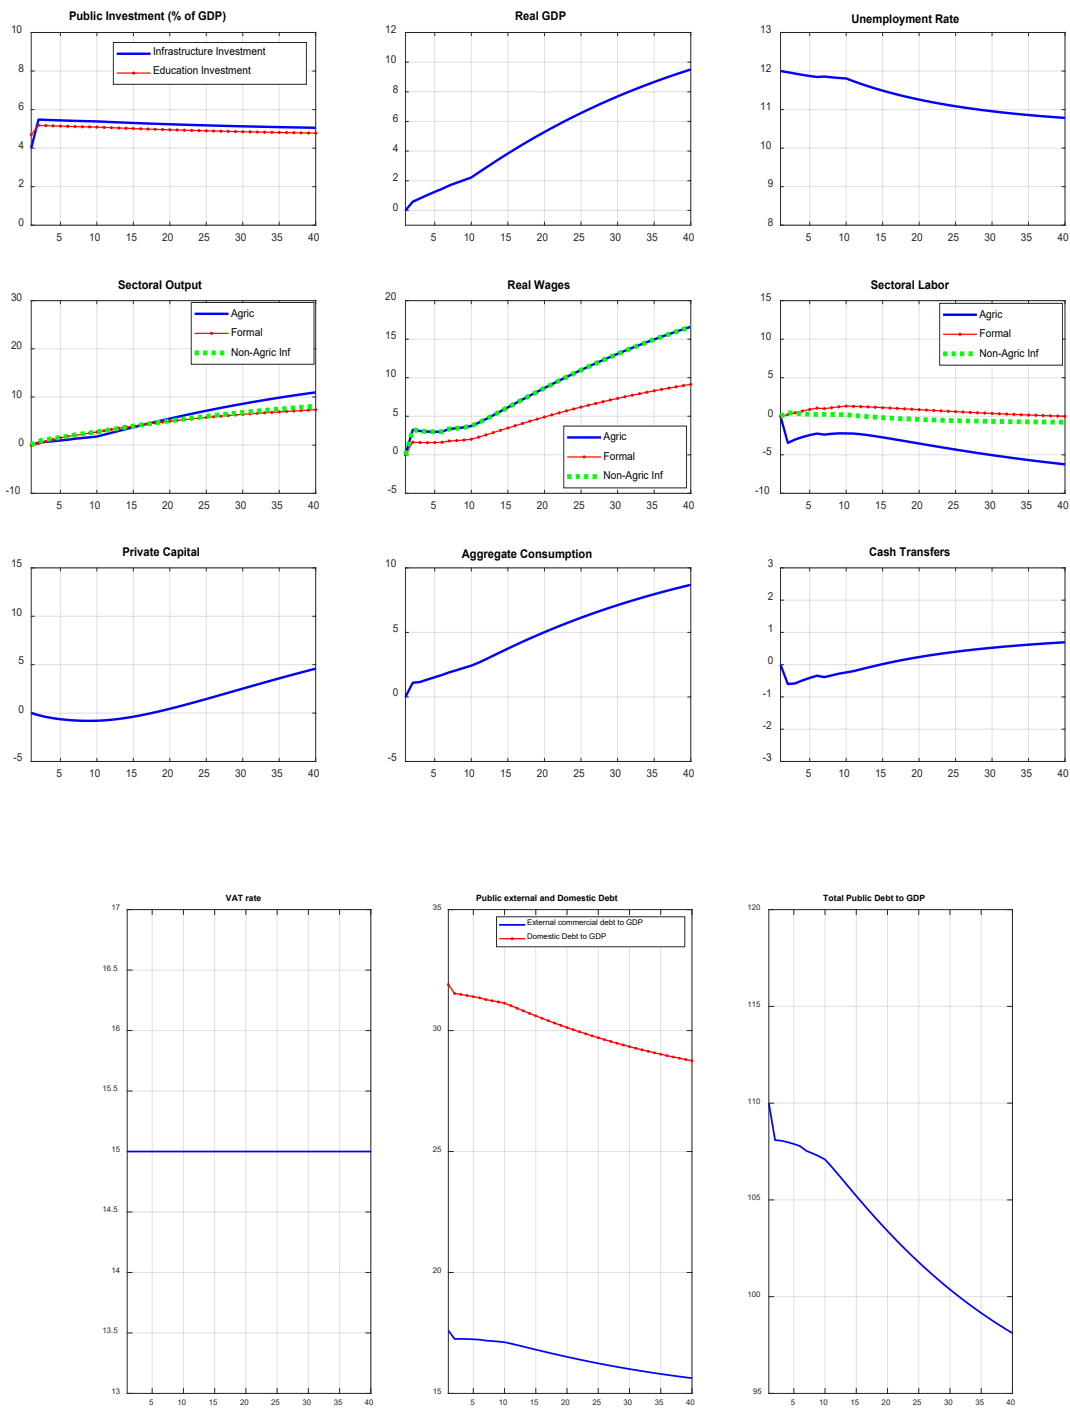 Public Investment (% of GDP)
10
8
6
4
2
0
5 10 15 20 25 30 35 40
Infrastructure Investment
Education Investment
Real GDP
12
10
8
6
4
2
0
5 10 15 20 25 30 35 40
Unemployment Rate
13
12
11
10
9
8
5 10 15 20 25 30 35 40
Sectoral Output
30
20
10
0
-10
5 10 15 20 25 30 35 40
Agric
Formal
Non-Agric Inf
Real Wages
20
15
10
5
0
-5
5 10 15 20 25 30 35 40
Agric
Formal
Non-Agric Inf
Sectoral Labor
15
10
5
0
-5
-10
5 10 15 20 25 30 35 40
Agric
Formal
Non-Agric Inf
Private Capital
15
10
5
0
-5
5 10 15 20 25 30 35 40
Aggregate Consumption
10
5
0
-5
5 10 15 20 25 30 35 40
Cash Transfers
3
2
1
0
-1
-2
-3
5 10 15 20 25 30 35 40
VAT rate
17
16.5
16
15.5
15
14.5
14
13.5
13
5 10 15 20 25 30 35 40
Public external and Domestic Debt
35
30
25
20
15
5 10 15 20 25 30 35 40
External commercial debt to GDP
Domestic Debt to GDP
Total Public Debt to GDP
120
115
110
105
100
95
5 10 15 20 25 30 35 40